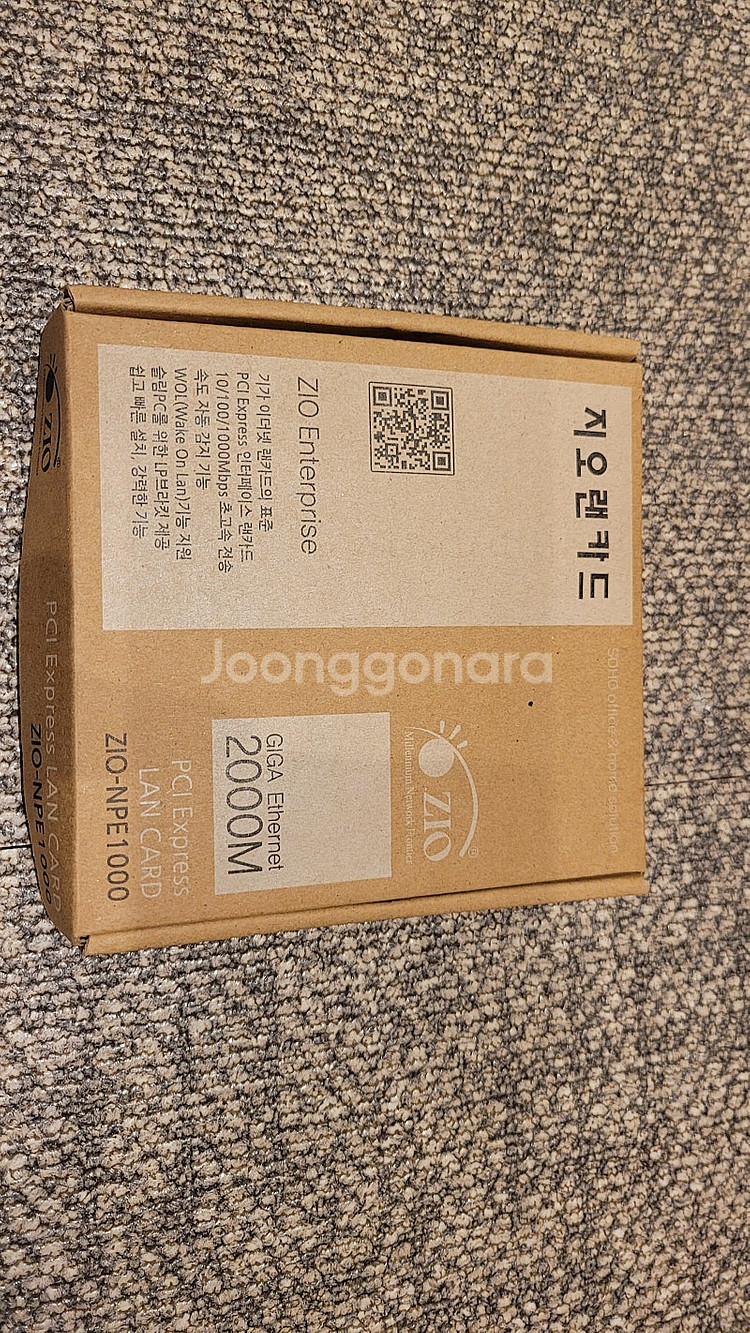 지오랜카드
ZIO Enterprise
기가 이더넷 랜카드의 표준
PCI Express 인터페이스 랜카드
10/100/1000Mbps 초고속 전송
속도 자동 감지 기능
WOL(Wake On Lan)기능 지원
슬림PC를 위한 LP브라켓 제공
쉽고 빠른 설치, 강력한 기능
SOHO office & home solution
ZIO®
Millennium Network Frontier
GIGA Ethernet
2000M
PCI Express
LAN CARD
ZIO-NPE1000
ZIO®
PCI Express LAN CARD
ZIO-NPE1000
Joonggonara